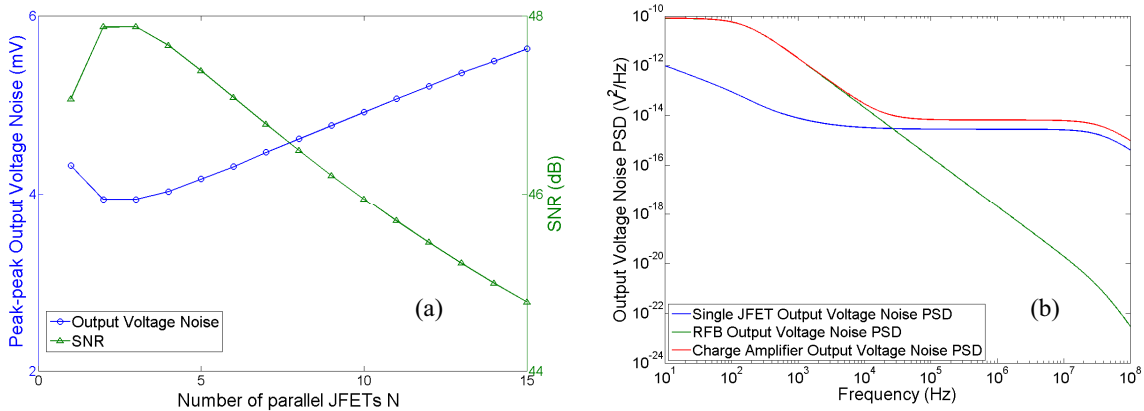 6
4
2
Peak-peak Output Voltage Noise (mV)
48
46
44
SNR (dB)
(a)
Output Voltage Noise
SNR
0 5 10 15
Number of parallel JFETs N
10^-10
10^-12
10^-14
10^-16
10^-18
10^-20
10^-22
10^-24
Output Voltage Noise PSD (V^2/Hz)
(b)
Single JFET Output Voltage Noise PSD
RFB Output Voltage Noise PSD
Charge Amplifier Output Voltage Noise PSD
10^1 10^2 10^3 10^4 10^5 10^6 10^7 10^8
Frequency (Hz)